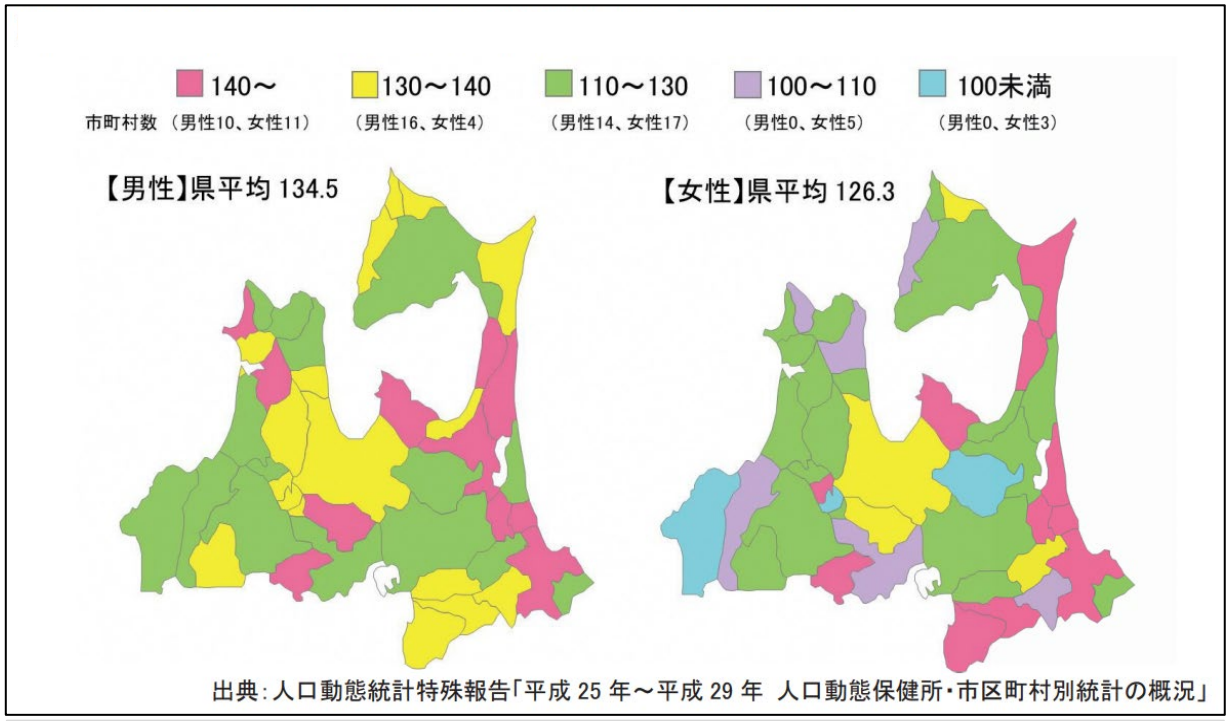 140～ 130～140 110～130 100～110 100未満
市町村数 (男性10、女性11) (男性16、女性4) (男性14、女性17) (男性0、女性5) (男性0、女性3)
【男性】県平均 134.5 【女性】県平均 126.3
出典:人口動態統計特殊報告「平成 25 年～平成 29 年 人口動態保健所・市区町村別統計の概況」